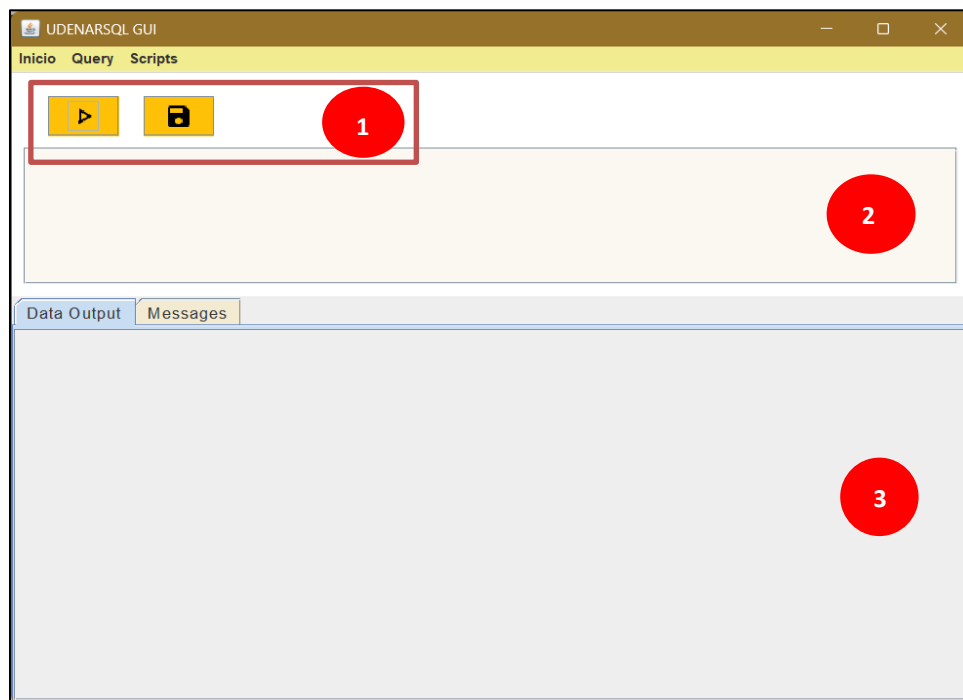 UDENARSQL GUI
Inicio Query Scripts
1
2
Data Output Messages
3